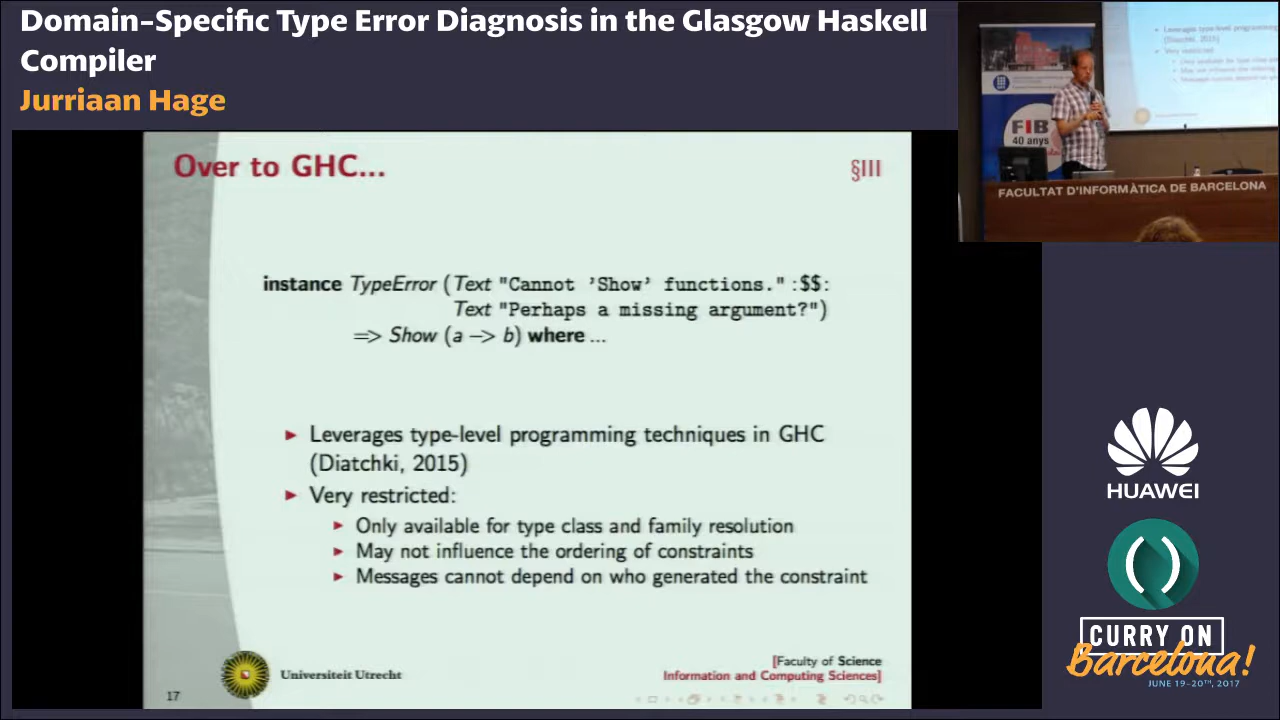 Domain-Specific Type Error Diagnosis in the Glasgow Haskell
Compiler
Jurriaan Hage
Over to GHC...
§III
instance TypeError (Text "Cannot 'Show' functions." :$$:
Text "Perhaps a missing argument?")
=> Show (a -> b) where ...
► Leverages type-level programming techniques in GHC
(Diatchki, 2015)
► Very restricted:
► Only available for type class and family resolution
► May not influence the ordering of constraints
► Messages cannot depend on who generated the constraint
17
Universiteit Utrecht
[Faculty of Science
Information and Computing Sciences]
FIB
40 anys
FACULTAT D'INFORMÀTICA DE BARCELONA
HUAWEI
CURRY ON
Barcelona!
JUNE 19-20TH, 2017